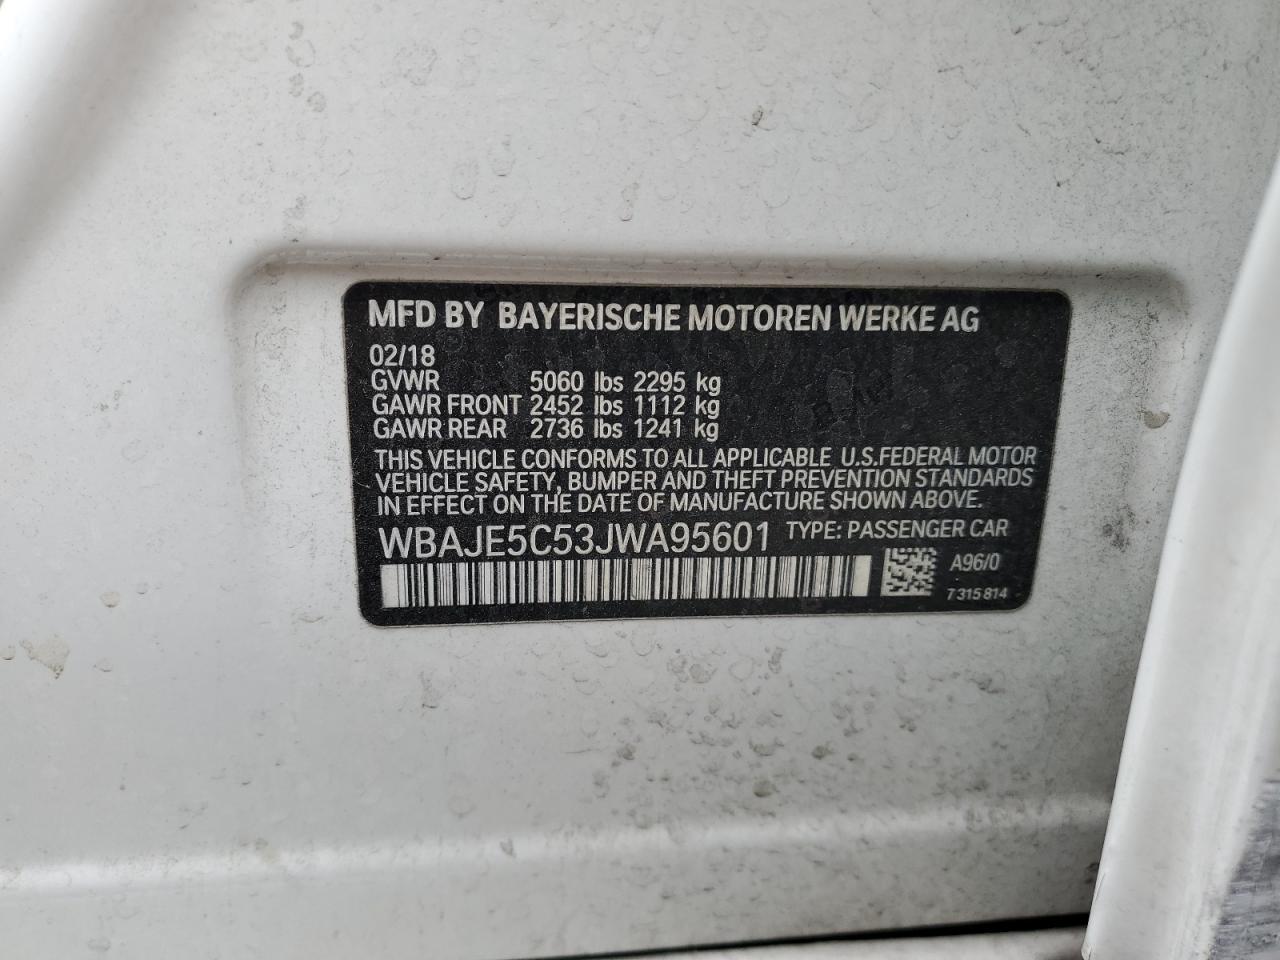 MFD BY BAYERISCHE MOTOREN WERKE AG
02/18
GVWR 5060 lbs 2295 kg
GAWR FRONT 2452 lbs 1112 kg
GAWR REAR 2736 lbs 1241 kg
THIS VEHICLE CONFORMS TO ALL APPLICABLE U.S.FEDERAL MOTOR
VEHICLE SAFETY, BUMPER AND THEFT PREVENTION STANDARDS
IN EFFECT ON THE DATE OF MANUFACTURE SHOWN ABOVE.
WBAJE5C53JWA95601 TYPE: PASSENGER CAR
A96/0
7 315 814